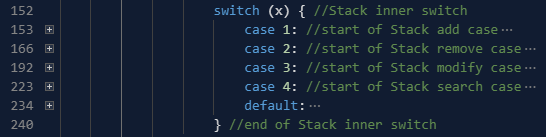 152 switch (x) { //Stack inner switch
153 case 1: //start of Stack add case···
166 case 2: //start of Stack remove case···
192 case 3: //start of Stack modify case···
223 case 4: //start of Stack search case···
234 default:···
240 } //end of Stack inner switch